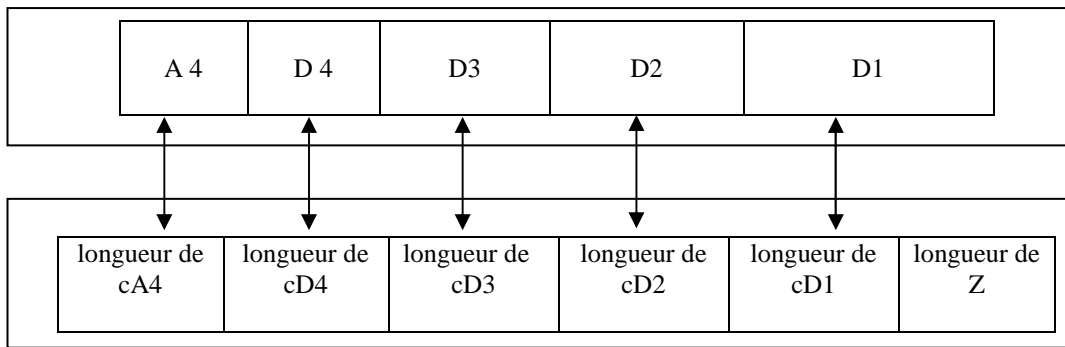 A 4 D 4 D3 D2 D1
longueur de cA4
longueur de cD4
longueur de cD3
longueur de cD2
longueur de cD1
longueur de Z